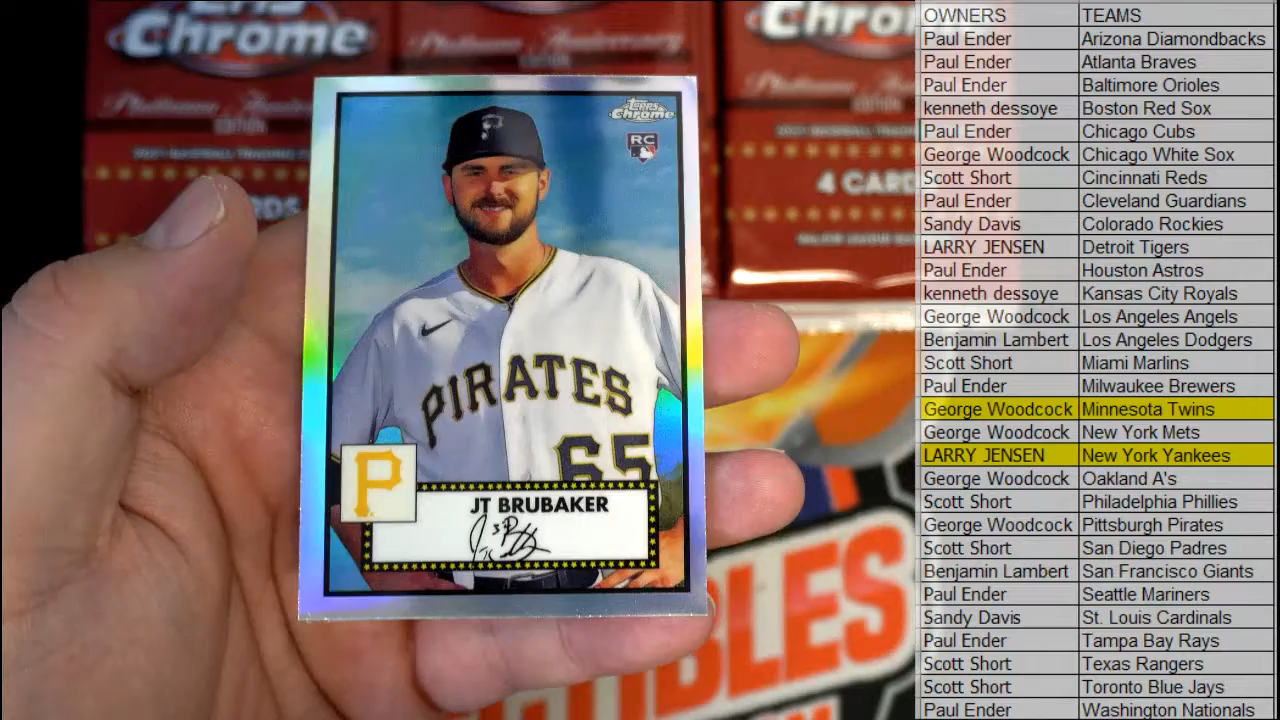 Chrome
Chrome
Platinum Anniversary
EDITION
4 CARD
RDS
Topps
Chrome
RC
P
PIRATES
65
P
JT BRUBAKER
IBLES
OWNERS TEAMS
Paul Ender Arizona Diamondbacks
Paul Ender Atlanta Braves
Paul Ender Baltimore Orioles
kenneth dessoye Boston Red Sox
Paul Ender Chicago Cubs
George Woodcock Chicago White Sox
Scott Short Cincinnati Reds
Paul Ender Cleveland Guardians
Sandy Davis Colorado Rockies
LARRY JENSEN Detroit Tigers
Paul Ender Houston Astros
kenneth dessoye Kansas City Royals
George Woodcock Los Angeles Angels
Benjamin Lambert Los Angeles Dodgers
Scott Short Miami Marlins
Paul Ender Milwaukee Brewers
George Woodcock Minnesota Twins
George Woodcock New York Mets
LARRY JENSEN New York Yankees
George Woodcock Oakland A's
Scott Short Philadelphia Phillies
George Woodcock Pittsburgh Pirates
Scott Short San Diego Padres
Benjamin Lambert San Francisco Giants
Paul Ender Seattle Mariners
Sandy Davis St. Louis Cardinals
Paul Ender Tampa Bay Rays
Scott Short Texas Rangers
Scott Short Toronto Blue Jays
Paul Ender Washington Nationals